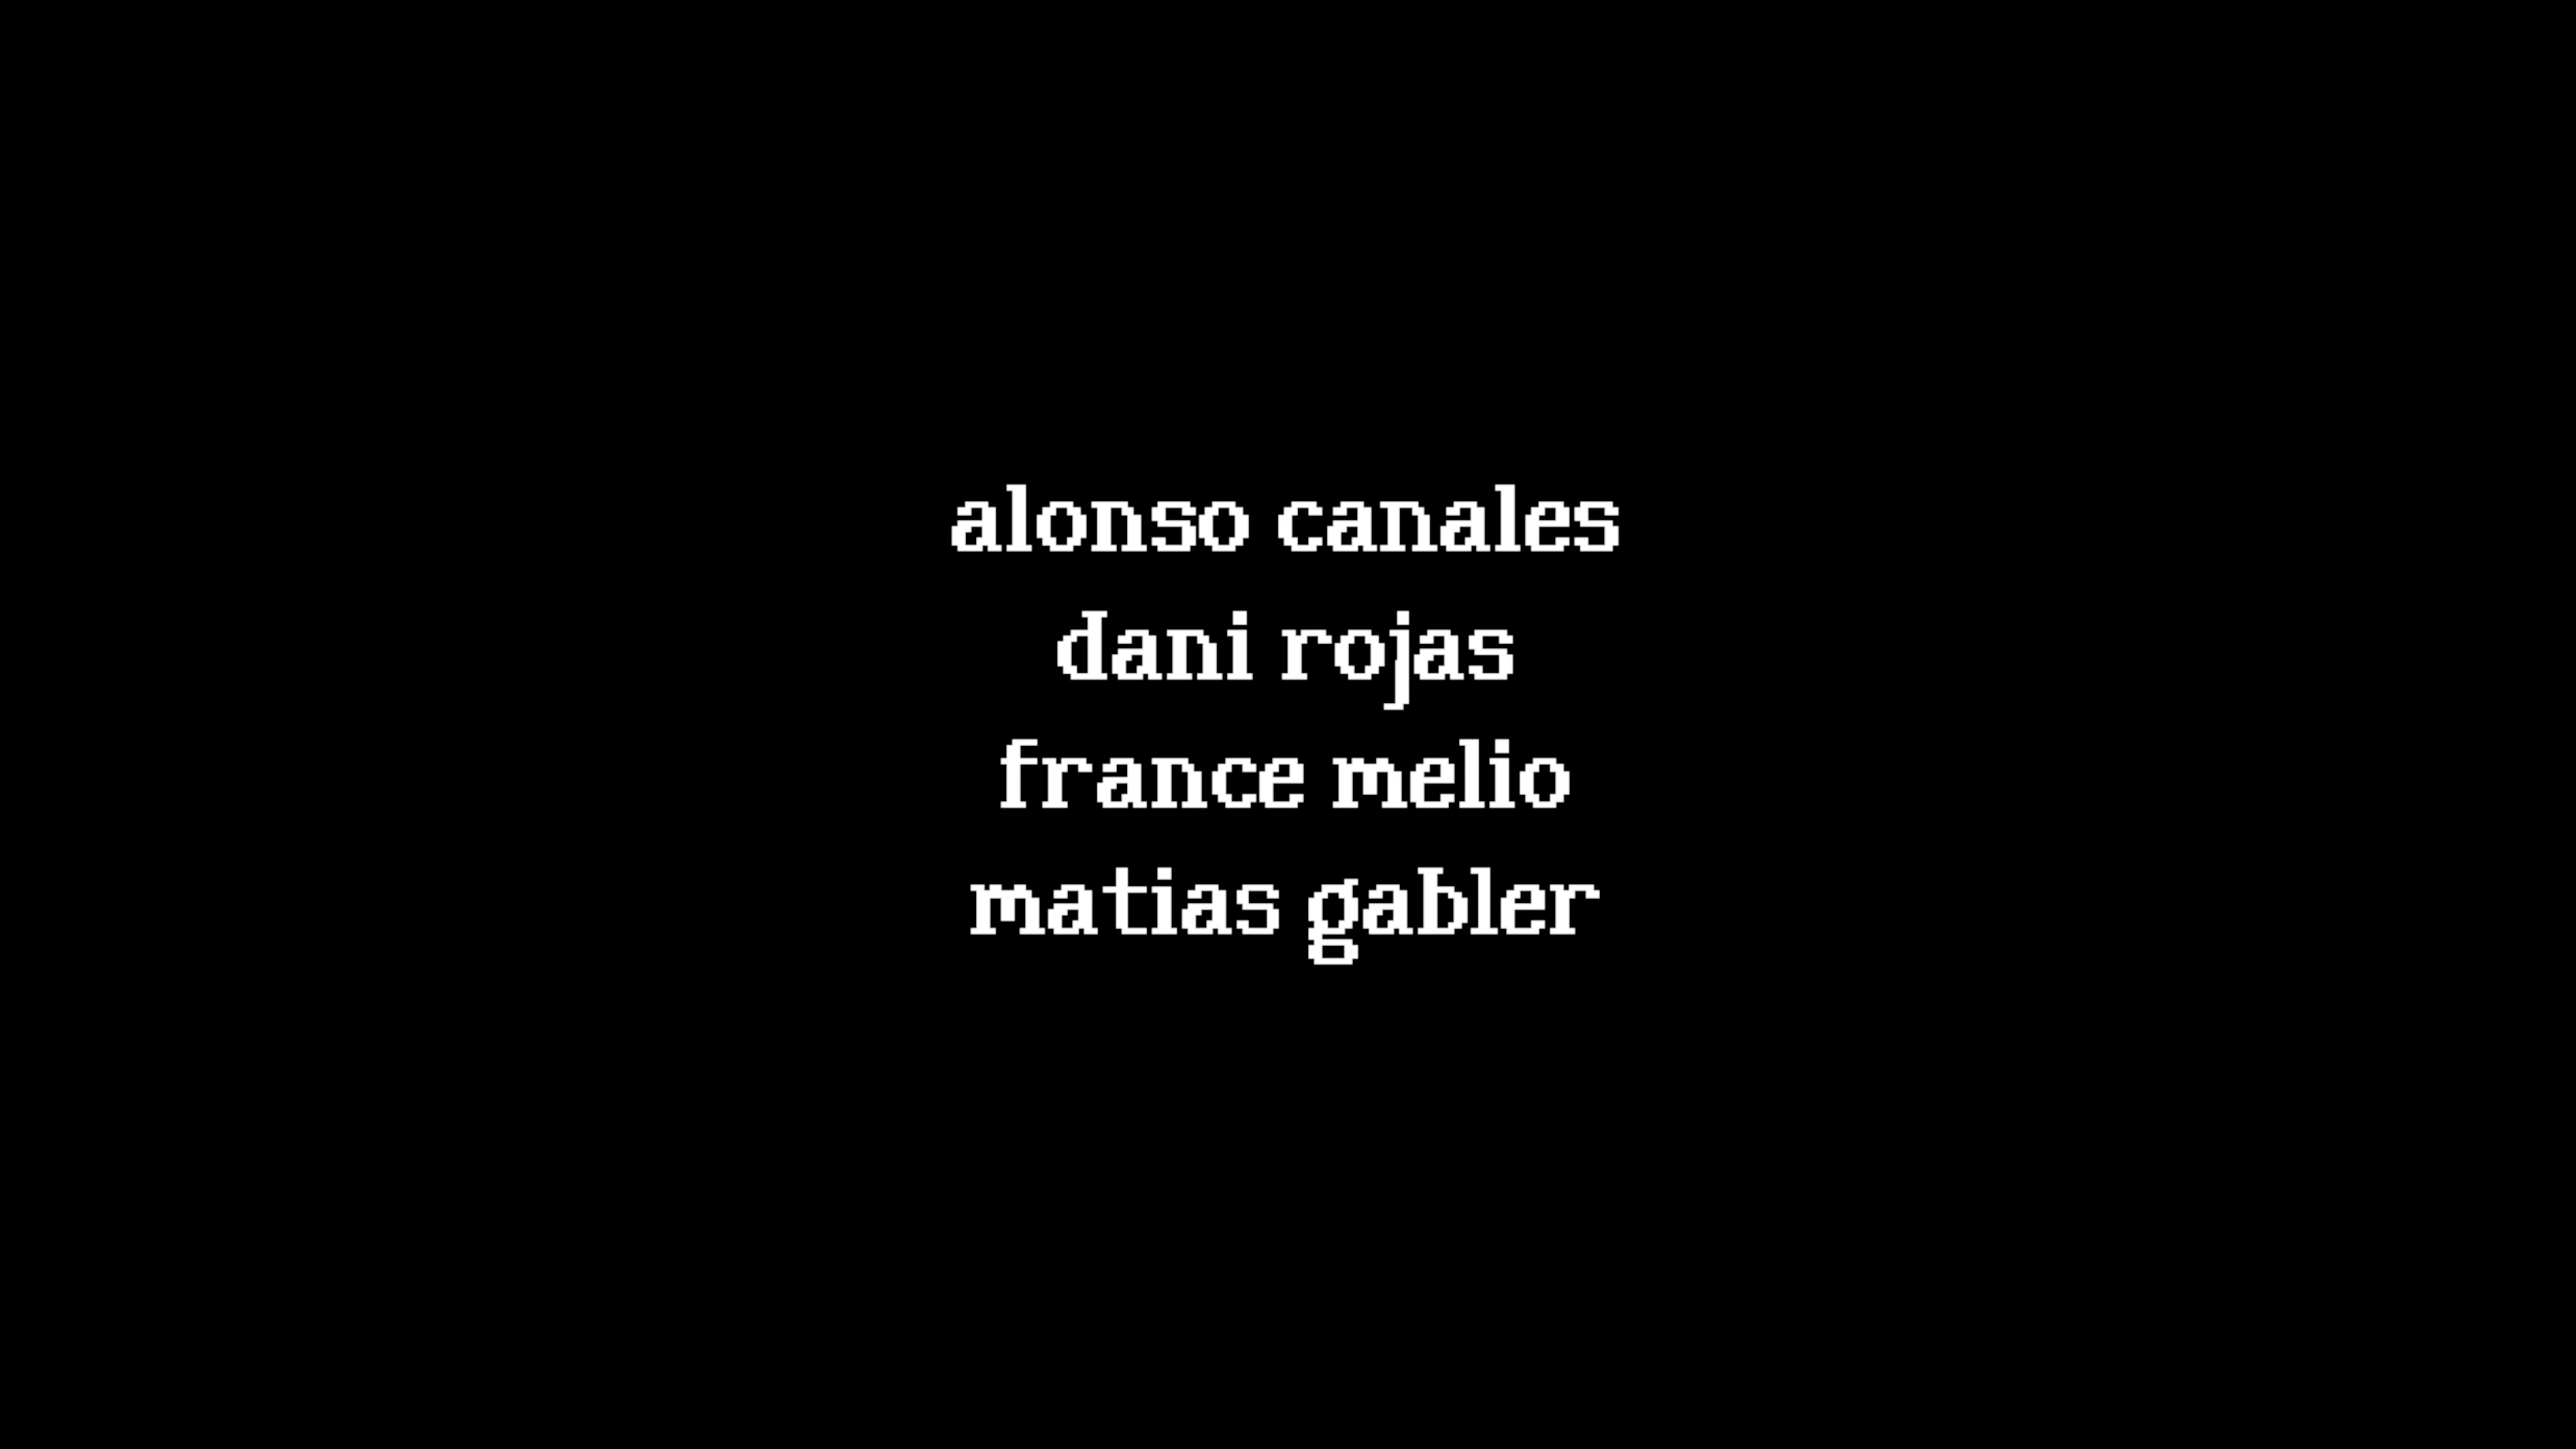 alonso canales
dani rojas
france melio
matias gabler